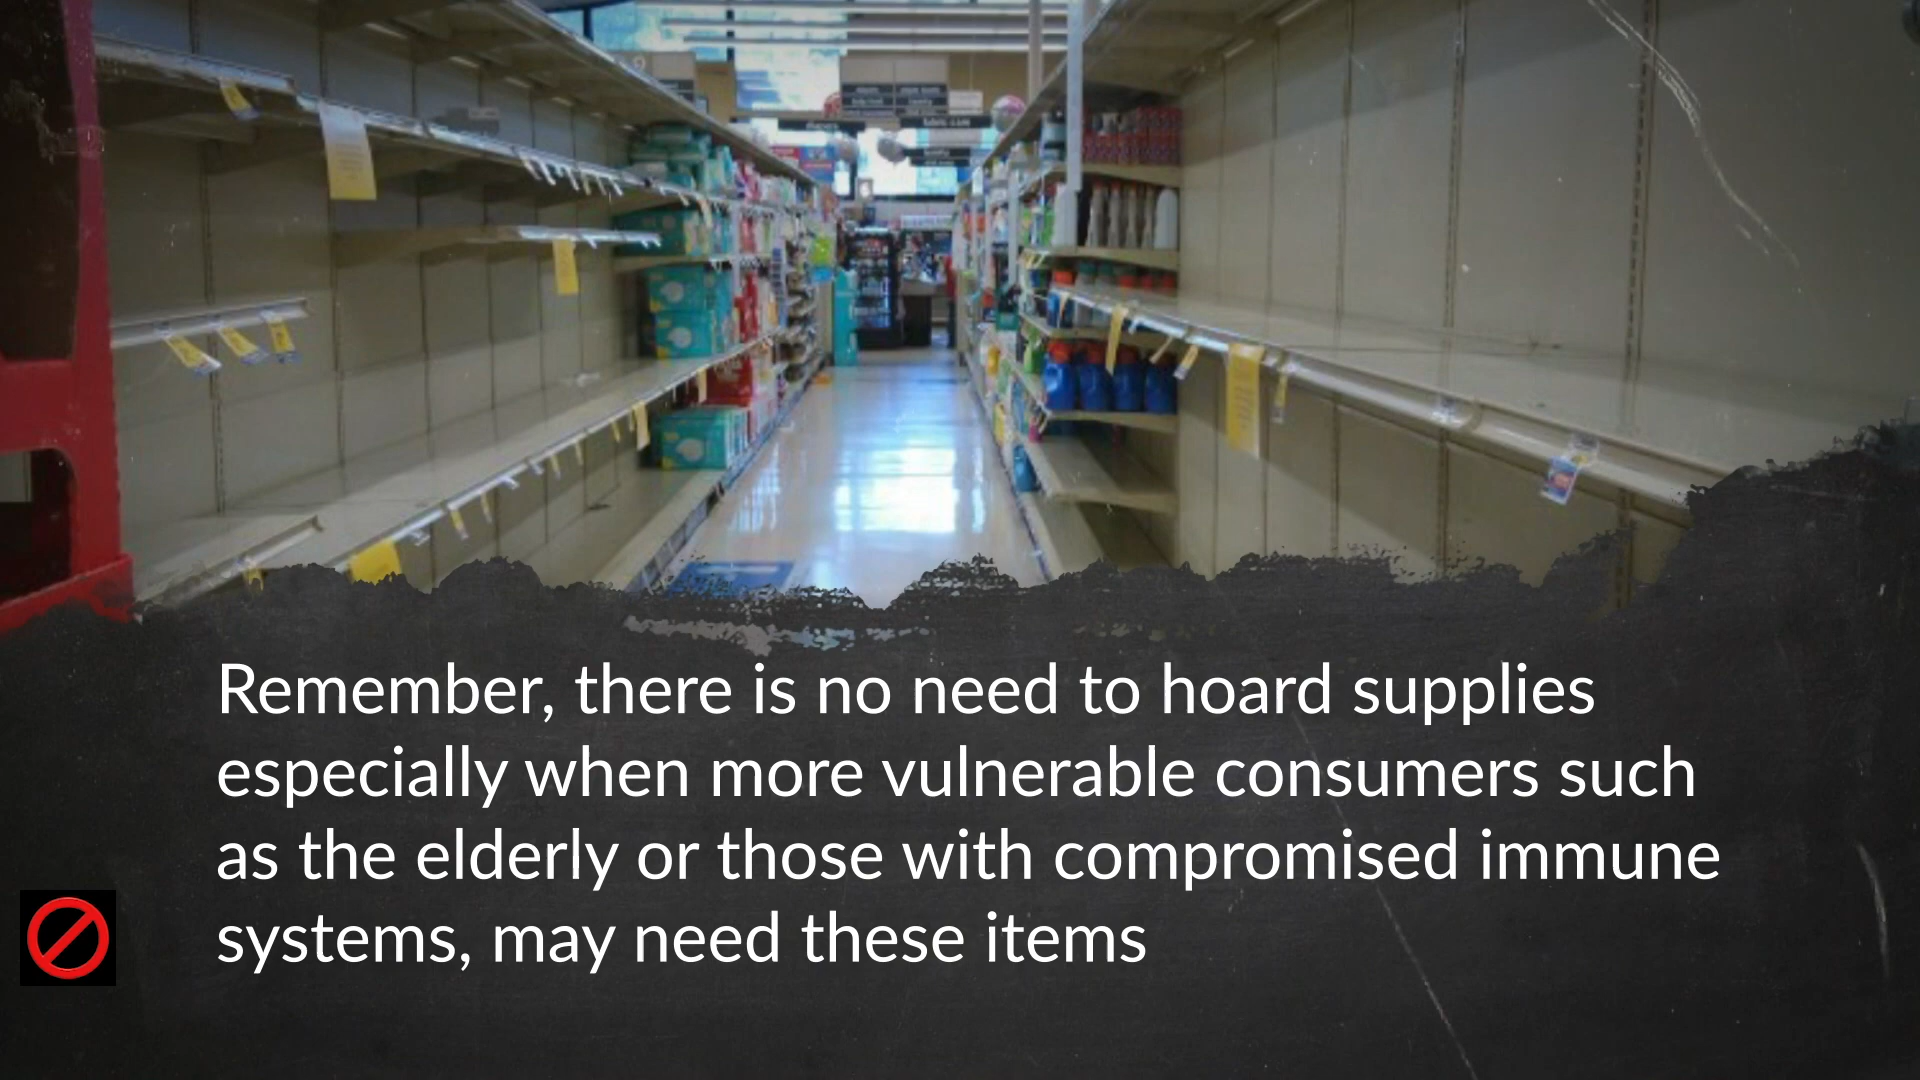 Remember, there is no need to hoard supplies
especially when more vulnerable consumers such
as the elderly or those with compromised immune
systems, may need these items